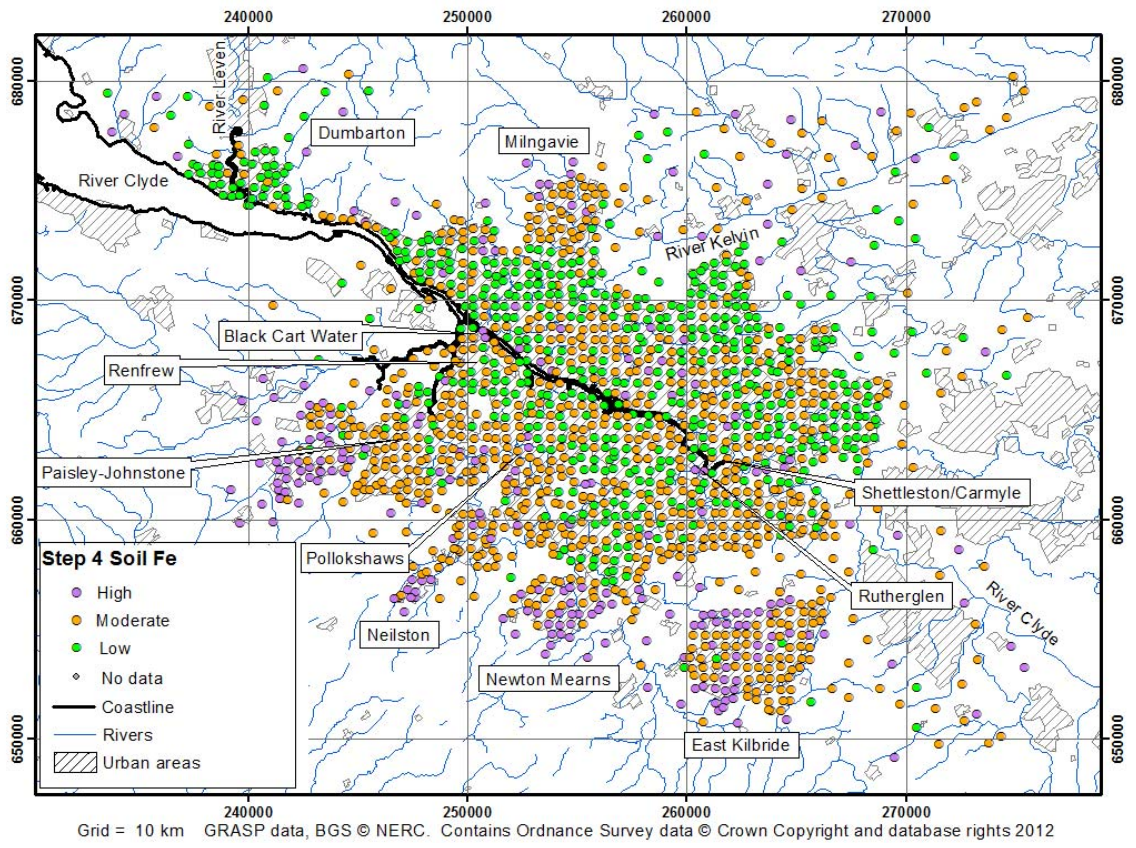 240000 250000 260000 270000
680000 680000
River Leven
Dumbarton
Milngavie
River Clyde
River Kelvin
670000 670000
Black Cart Water
Renfrew
Paisley-Johnstone
Shettleston/Carmyle
660000 660000
Pollokshaws
Rutherglen
River Clyde
Neilston
Newton Mearns
East Kilbride
650000 650000
Step 4 Soil Fe
High
Moderate
Low
No data
Coastline
Rivers
Urban areas
240000 250000 260000 270000
Grid = 10 km GRASP data, BGS © NERC. Contains Ordnance Survey data © Crown Copyright and database rights 2012